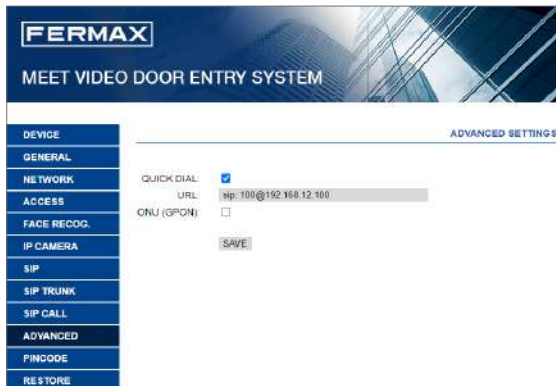 FERMAX
MEET VIDEO DOOR ENTRY SYSTEM
DEVICE
GENERAL
NETWORK
ACCESS
FACE RECOG.
IP CAMERA
SIP
SIP TRUNK
SIP CALL
ADVANCED
PINCODE
RESTORE
ADVANCED SETTINGS
QUICK DIAL:
URL: sip: 100@192.168.12.100
ONU (GPON):
SAVE